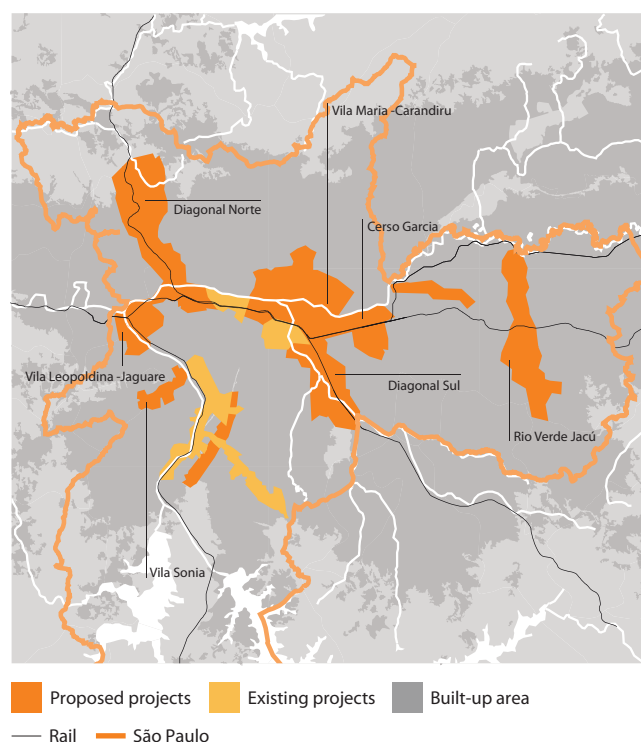 Vila Maria -Carandiru
Diagonal Norte
Cerso Garcia
Vila Leopoldina -Jaguare
Diagonal Sul
Rio Verde Jacú
Vila Sonia
Proposed projects
Existing projects
Built-up area
Rail
São Paulo